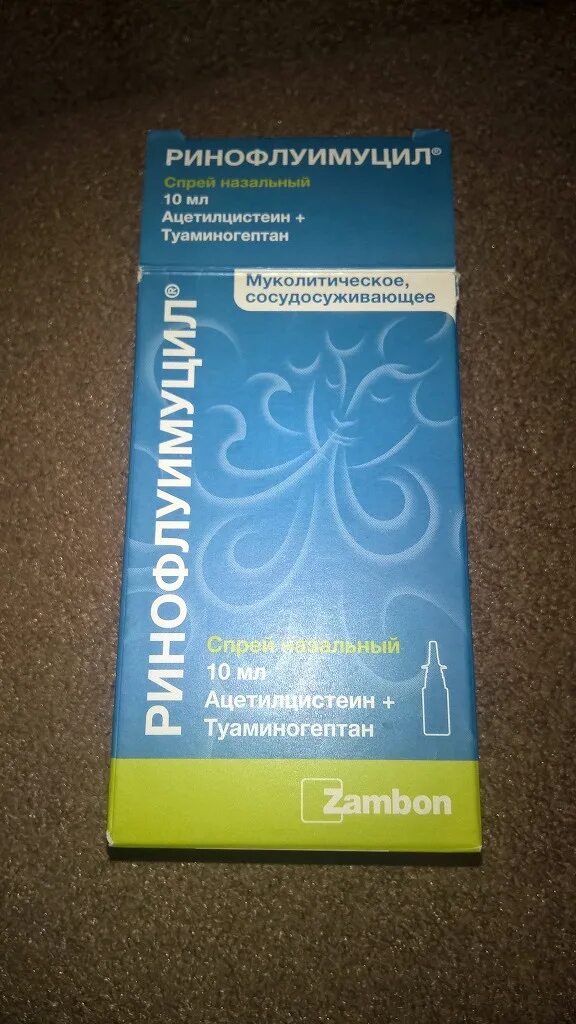 РИНОФЛУИМУЦИЛ®
Спрей назальный
10 мл
Ацетилцистеин +
Туаминогептан
Муколитическое,
сосудосуживающее
РИНОФЛУИМУЦИЛ®
Спрей назальный
10 мл
Ацетилцистеин +
Туаминогептан
Zambon